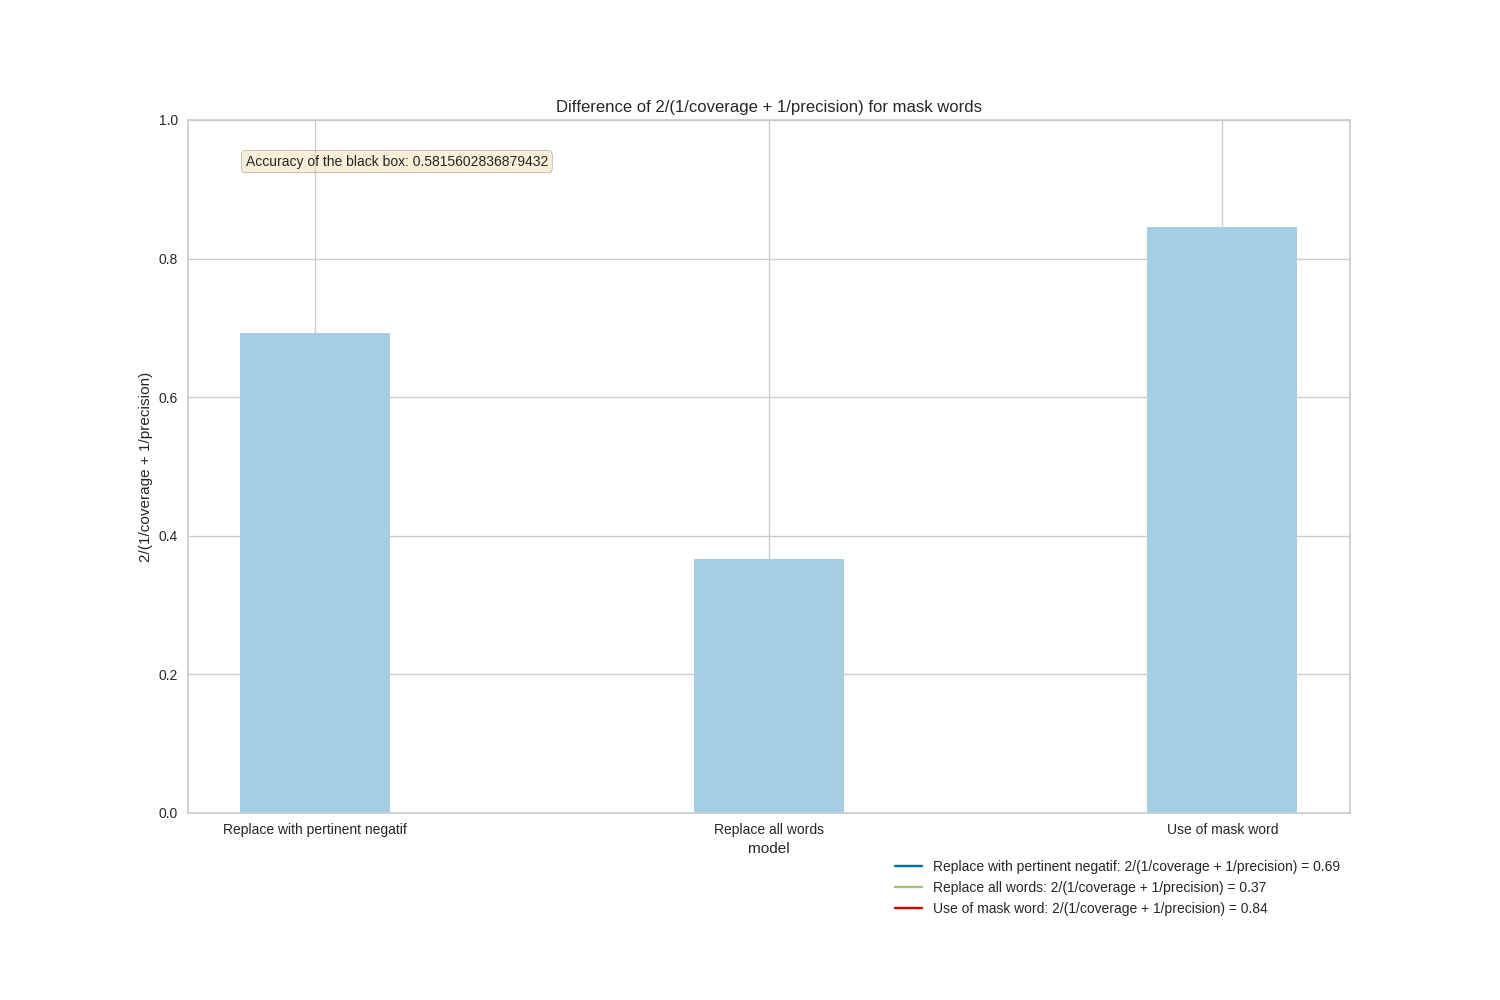 Difference of 2/(1/coverage + 1/precision) for mask words
1.0
Accuracy of the black box: 0.5815602836879432
0.8
0.6
0.4
0.2
0.0
2/(1/coverage + 1/precision)
Replace with pertinent negatif
Replace all words
Use of mask word
model
Replace with pertinent negatif: 2/(1/coverage + 1/precision) = 0.69
Replace all words: 2/(1/coverage + 1/precision) = 0.37
Use of mask word: 2/(1/coverage + 1/precision) = 0.84